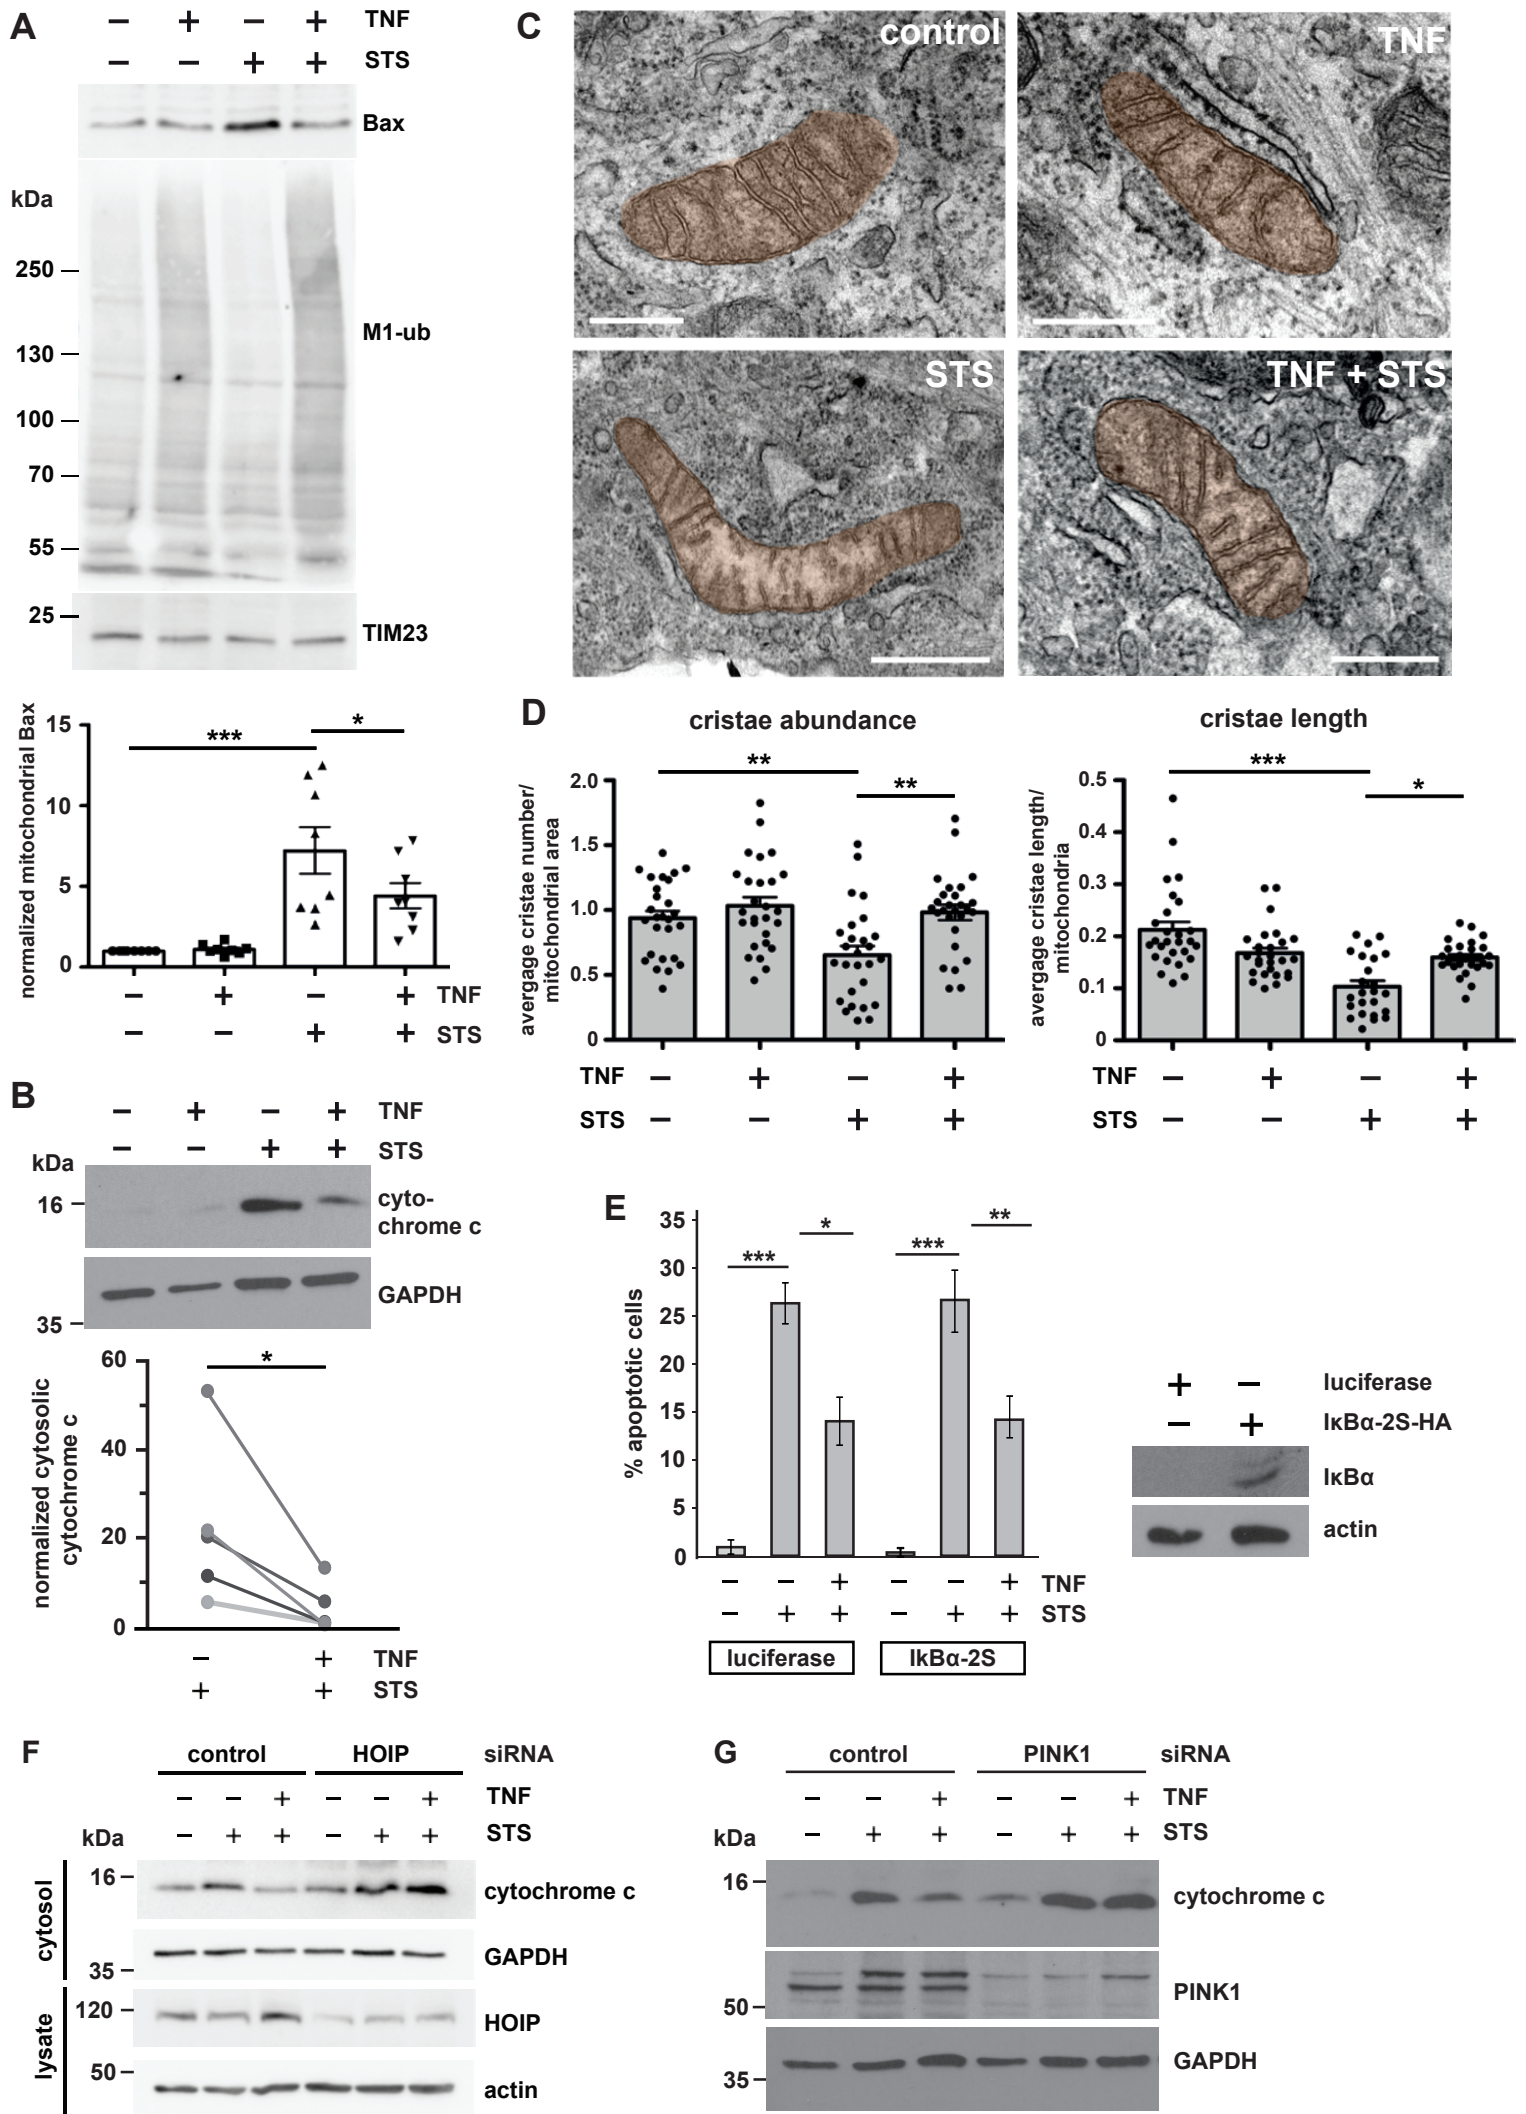 A
− + − + TNF
− − + + STS
Bax
kDa
250
M1-ub
130
100
70
55
25
TIM23
normalized mitochondrial Bax
15
***
*
10
5
0
− + − + TNF
− − + + STS
B
− + − + TNF
− − + + STS
kDa
16
cyto-
chrome c
GAPDH
35
normalized cytosolic
cytochrome c
60
*
40
20
0
− + TNF
+ + STS
C
control
TNF
STS
TNF + STS
D
cristae abundance
avergage cristae number/
mitochondrial area
**
**
2.0
1.5
1.0
0.5
0
TNF − + − +
STS − − + +
cristae length
avergage cristae length/
mitochondria
***
*
0.5
0.4
0.3
0.2
0.1
0
TNF − + − +
STS − − + +
E
% apoptotic cells
35
30
25
20
15
10
5
0
***
*
***
**
− − + − − + TNF
− + + − + + STS
luciferase
IkBα-2S
+ − luciferase
− + IκBα-2S-HA
IκBα
actin
F
control HOIP siRNA
− − + − − + TNF
kDa − + + − + + STS
cytosol
16
cytochrome c
GAPDH
35
lysate
120
HOIP
50
actin
G
control PINK1 siRNA
− − + − − + TNF
kDa − + + − + + STS
16
cytochrome c
PINK1
50
GAPDH
35